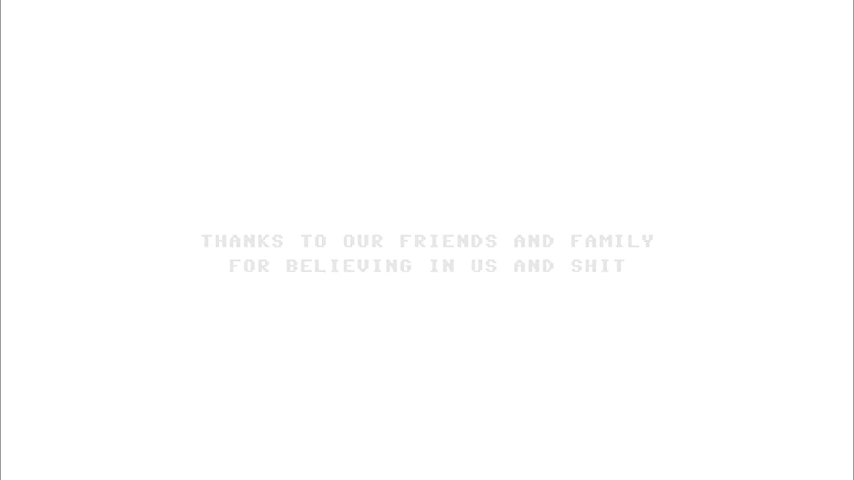 THANKS TO OUR FRIENDS AND FAMILY
FOR BELIEVING IN US AND SHIT